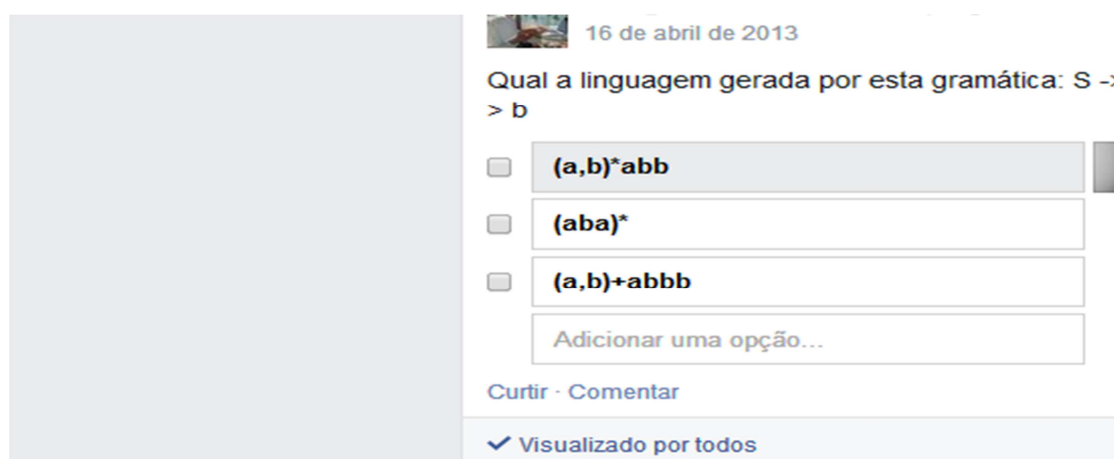 16 de abril de 2013
Qual a linguagem gerada por esta gramática: S -
> b
(a,b)*abb
(aba)*
(a,b)+abbb
Adicionar uma opção...
Curtir · Comentar
Visualizado por todos